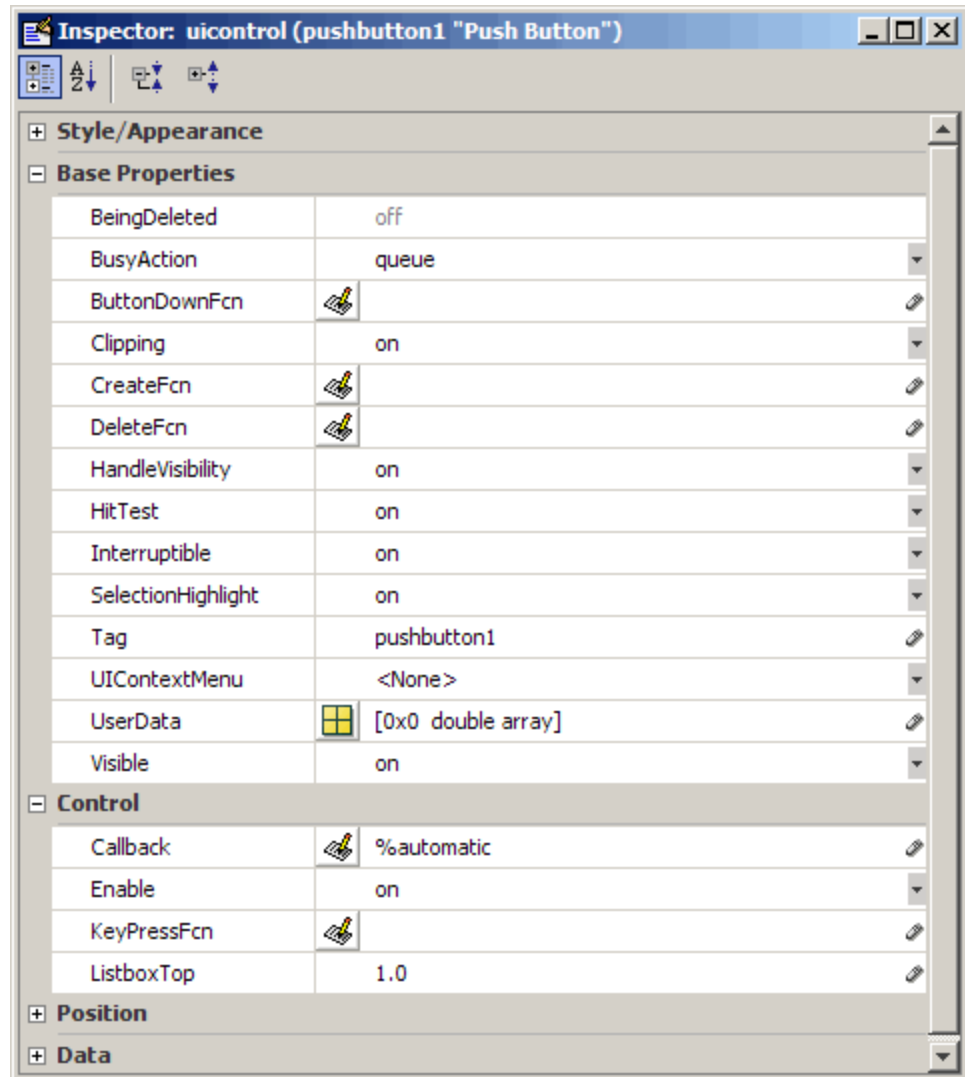 Inspector: uicontrol (pushbutton1 "Push Button")
Style/Appearance
Base Properties
BeingDeleted off
BusyAction queue
ButtonDownFcn
Clipping on
CreateFcn
DeleteFcn
HandleVisibility on
HitTest on
Interruptible on
SelectionHighlight on
Tag pushbutton1
UIContextMenu <None>
UserData [0x0 double array]
Visible on
Control
Callback %automatic
Enable on
KeyPressFcn
ListboxTop 1.0
Position
Data